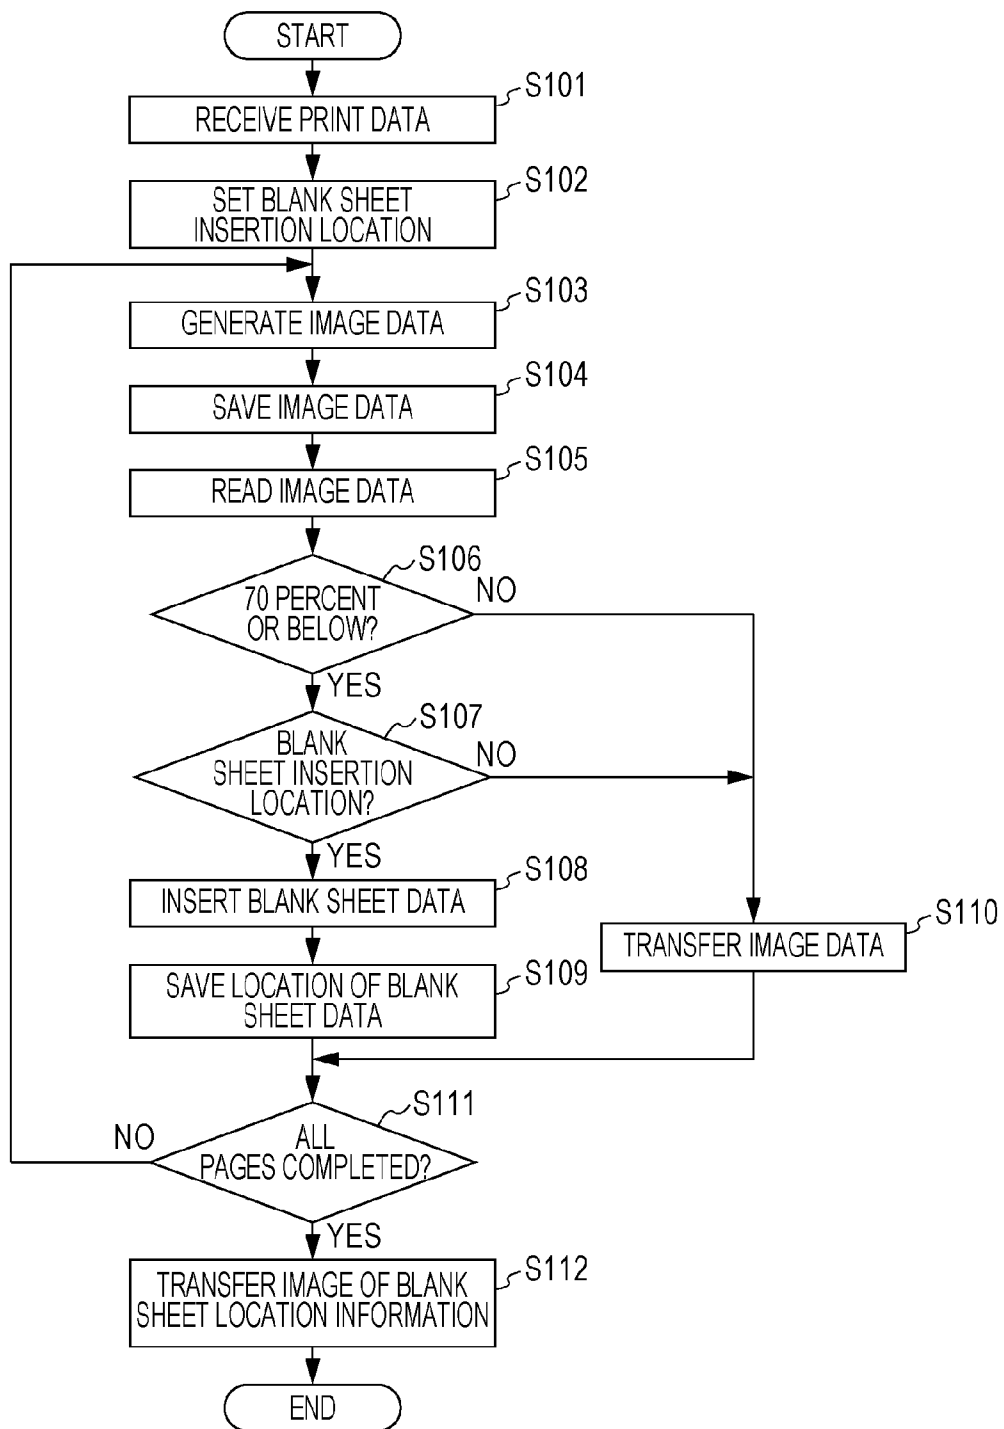 START
S101
RECEIVE PRINT DATA
S102
SET BLANK SHEET
INSERTION LOCATION
S103
GENERATE IMAGE DATA
S104
SAVE IMAGE DATA
S105
READ IMAGE DATA
S106
70 PERCENT
OR BELOW?
NO
YES
S107
BLANK
SHEET INSERTION
LOCATION?
NO
YES
S108
INSERT BLANK SHEET DATA
S110
TRANSFER IMAGE DATA
S109
SAVE LOCATION OF BLANK
SHEET DATA
S111
ALL
PAGES COMPLETED?
NO
YES
S112
TRANSFER IMAGE OF BLANK
SHEET LOCATION INFORMATION
END